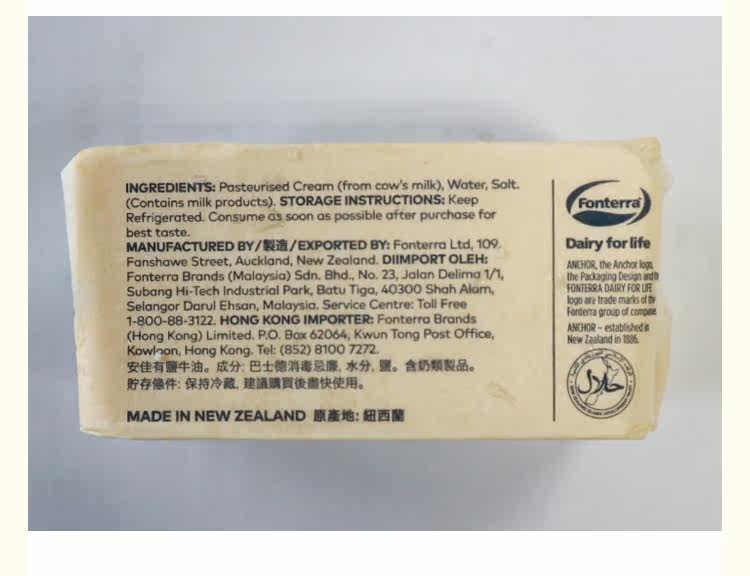 INGREDIENTS: Pasteurised Cream (from cow's milk), Water, Salt.
(Contains milk products). STORAGE INSTRUCTIONS: Keep
Refrigerated. Consume as soon as possible after purchase for
best taste.
MANUFACTURED BY/製造/EXPORTED BY: Fonterra Ltd, 109
Fanshawe Street, Auckland, New Zealand. DIIMPORT OLEH:
Fonterra Brands (Malaysia) Sdn. Bhd., No. 23, Jalan Delima 1/1,
Subang Hi-Tech Industrial Park, Batu Tiga, 40300 Shah Alam,
Selangor Darul Ehsan, Malaysia. Service Centre: Toll Free
1-800-88-3122. HONG KONG IMPORTER: Fonterra Brands
(Hong Kong) Limited. P.O. Box 62064, Kwun Tong Post Office,
Kowloon, Hong Kong. Tel: (852) 8100 7272.
安佳有鹽牛油。成分: 巴士德消毒忌廉, 水分, 鹽。含奶類製品。
貯存條件: 保持冷藏, 建議購買後盡快使用。
MADE IN NEW ZEALAND 原產地: 紐西蘭
Fonterra
Dairy for life
ANCHOR, the Anchor logo,
the Packaging Design and
FONTERRA DAIRY FOR LIFE
logo are trade marks of the
Fonterra group of companies
ANCHOR – established in
New Zealand in 1886.
حلال